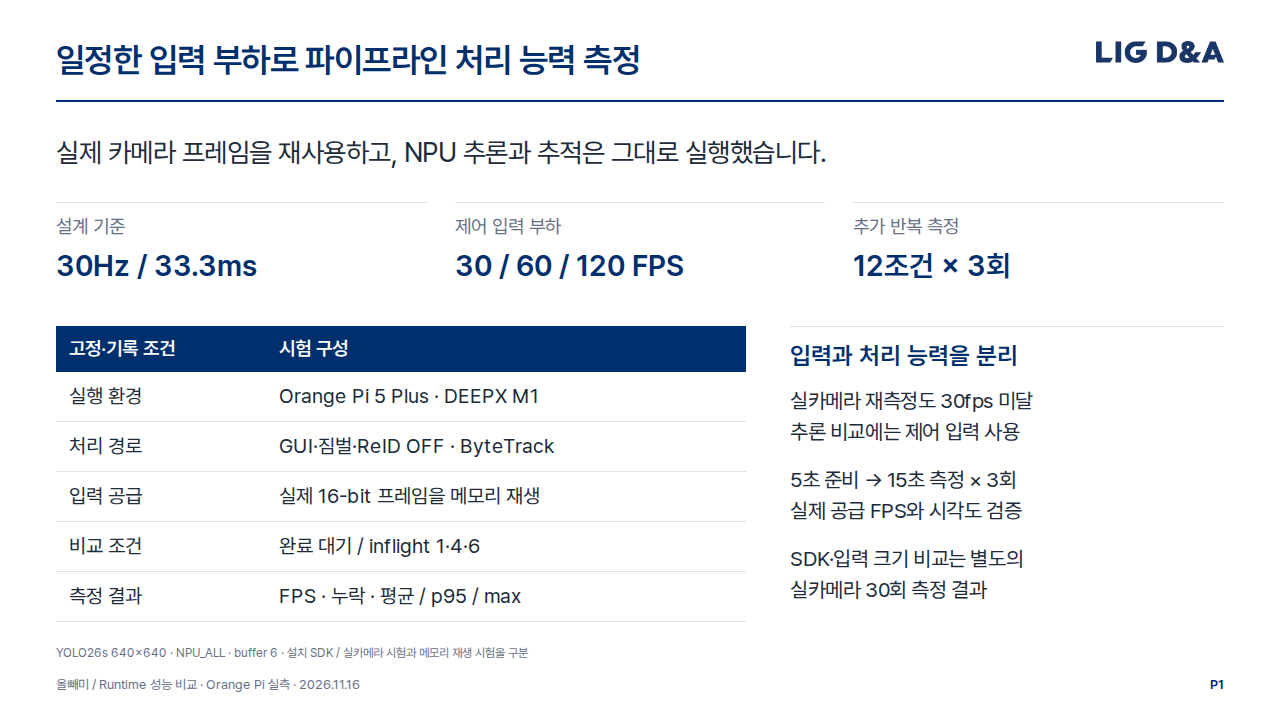 일정한 입력 부하로 파이프라인 처리 능력 측정
LIG D&A
실제 카메라 프레임을 재사용하고, NPU 추론과 추적은 그대로 실행했습니다.
설계 기준
30Hz / 33.3ms
제어 입력 부하
30 / 60 / 120 FPS
추가 반복 측정
12조건 × 3회
고정·기록 조건 시험 구성
실행 환경 Orange Pi 5 Plus · DEEPX M1
처리 경로 GUI·짐벌·ReID OFF · ByteTrack
입력 공급 실제 16-bit 프레임을 메모리 재생
비교 조건 완료 대기 / inflight 1·4·6
측정 결과 FPS · 누락 · 평균 / p95 / max
입력과 처리 능력을 분리
실카메라 재측정도 30fps 미달
추론 비교에는 제어 입력 사용
5초 준비 → 15초 측정 × 3회
실제 공급 FPS와 시각도 검증
SDK·입력 크기 비교는 별도의
실카메라 30회 측정 결과
YOLO26s 640×640 · NPU_ALL · buffer 6 · 설치 SDK / 실카메라 시험과 메모리 재생 시험을 구분
올빼미 / Runtime 성능 비교 · Orange Pi 실측 · 2026.11.16
P1